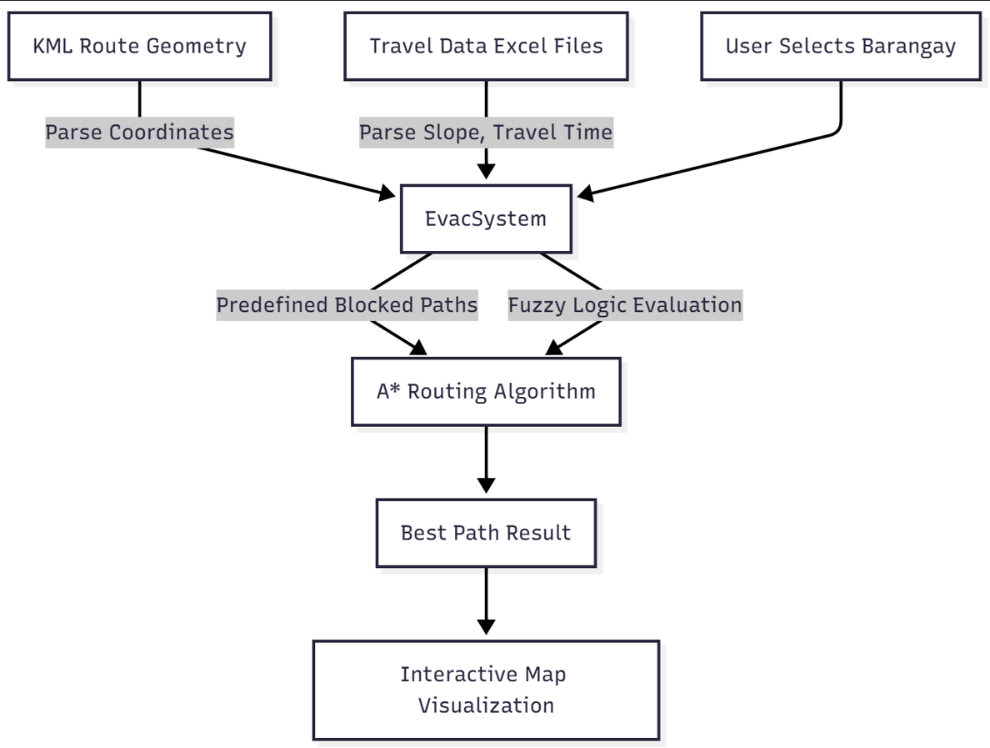 KML Route Geometry
Travel Data Excel Files
User Selects Barangay
Parse Coordinates
Parse Slope, Travel Time
EvacSystem
Predefined Blocked Paths
Fuzzy Logic Evaluation
A* Routing Algorithm
Best Path Result
Interactive Map
Visualization